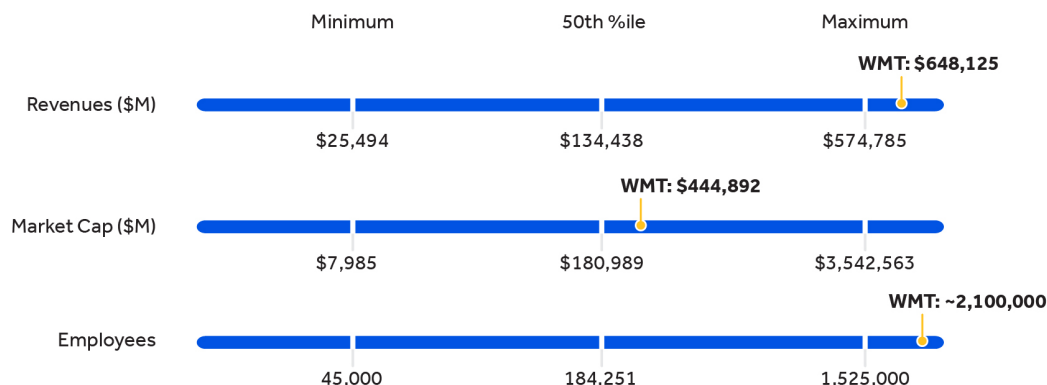 Minimum 50th %ile Maximum
WMT: $648,125
Revenues ($M)
$25,494 $134,438 $574,785
WMT: $444,892
Market Cap ($M)
$7,985 $180,989 $3,542,563
WMT: ~2,100,000
Employees
45,000 184,251 1,525,000